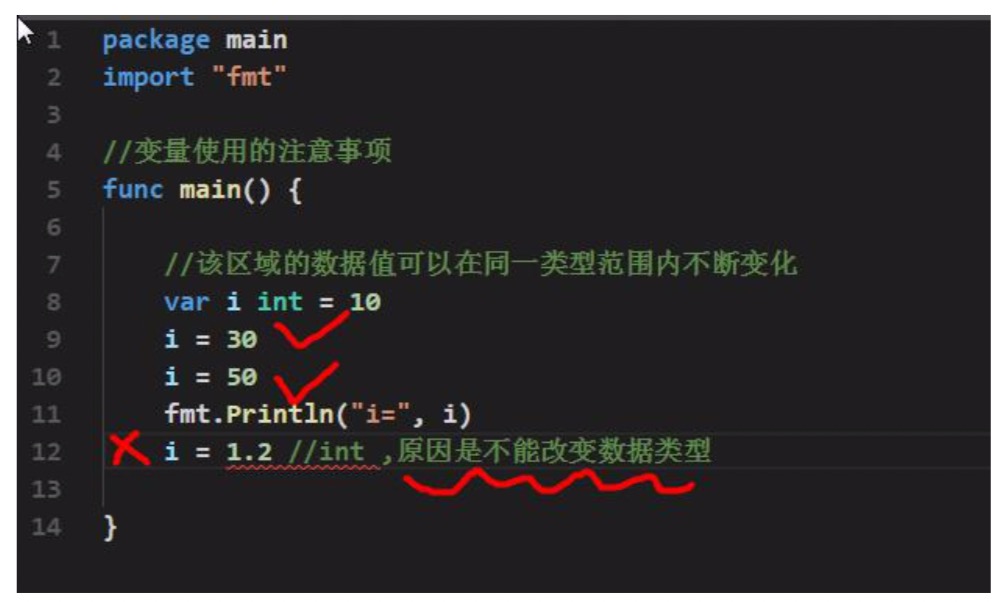 1 package main
2 import "fmt"
3
4 //变量使用的注意事项
5 func main() {
6
7 //该区域的数据值可以在同一类型范围内不断变化
8 var i int = 10
9 i = 30
10 i = 50
11 fmt.Println("i=", i)
12 i = 1.2 //int ,原因是不能改变数据类型
13
14 }